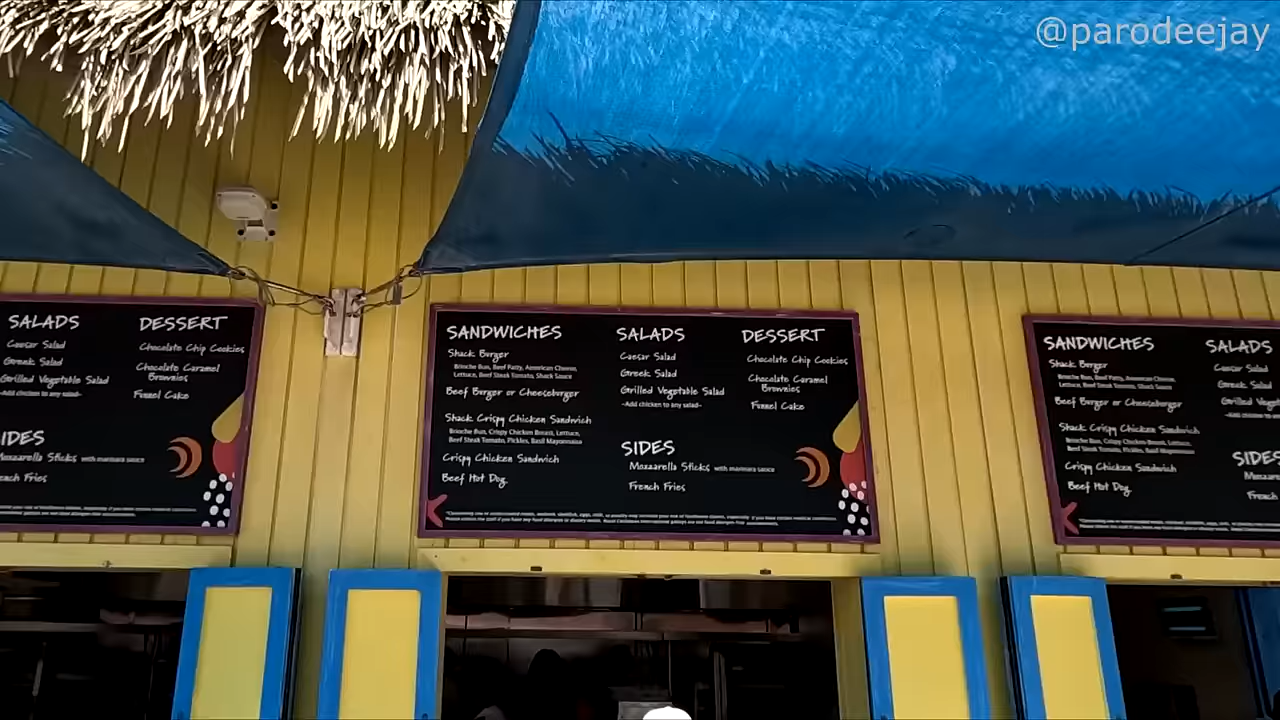 @parodeejay
SALADS
Caesar Salad
Greek Salad
Grilled Vegetable Salad
-Add chicken to any salad-
IDES
Mozzarella Sticks with marinara sauce
ench Fries
DESSERT
Chocolate Chip Cookies
Chocolate Caramel
Brownies
Funnel Cake
SANDWICHES
Shack Burger
Brioche Bun, Beef Patty, American Cheese,
Lettuce, Beef Steak Tomato, Shack Sauce
Beef Burger or Cheeseburger
Shack Crispy Chicken Sandwich
Brioche Bun, Crispy Chicken Breast, Lettuce,
Beef Steak Tomato, Pickles, Basil Mayonnaise
Crispy Chicken Sandwich
Beef Hot Dog
SALADS
Caesar Salad
Greek Salad
Grilled Vegetable Salad
-Add chicken to any salad-
SIDES
Mozzarella Sticks with marinara sauce
French Fries
DESSERT
Chocolate Chip Cookies
Chocolate Caramel
Brownies
Funnel Cake
SANDWICHES
Shack Burger
Brioche Bun, Beef Patty, American Cheese,
Lettuce, Beef Steak Tomato, Shack Sauce
Beef Burger or Cheeseburger
Shack Crispy Chicken Sandwich
Brioche Bun, Crispy Chicken Breast, Lettuce,
Beef Steak Tomato, Pickles, Basil Mayonnaise
Crispy Chicken Sandwich
Beef Hot Dog
SALADS
Caesar Salad
Greek Salad
Grilled Vege
-Add chicken to
SIDES
Mozzare
French